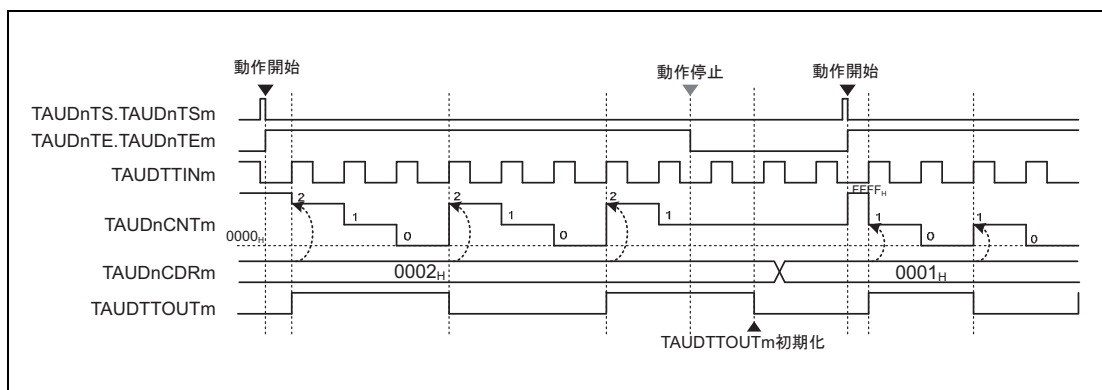 動作開始 動作停止 動作開始
TAUDnTS.TAUDnTSm
TAUDnTE.TAUDnTEm
TAUDTTINm
FFFFH
2 2 2
1 1 1 1 1
TAUDnCNTm
0 0 0 0
0000H
TAUDnCDRm 0002H 0001H
TAUDTTOUTm
TAUDTTOUTm初期化